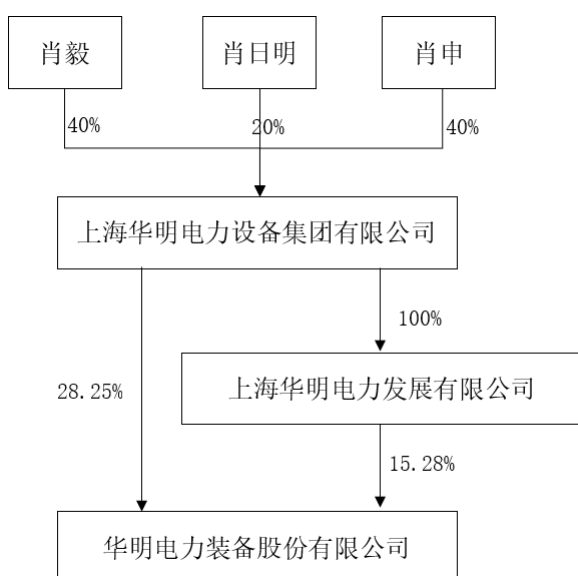 肖毅
肖日明
肖申
40%
20%
40%
上海华明电力设备集团有限公司
100%
上海华明电力发展有限公司
28.25%
15.28%
华明电力装备股份有限公司